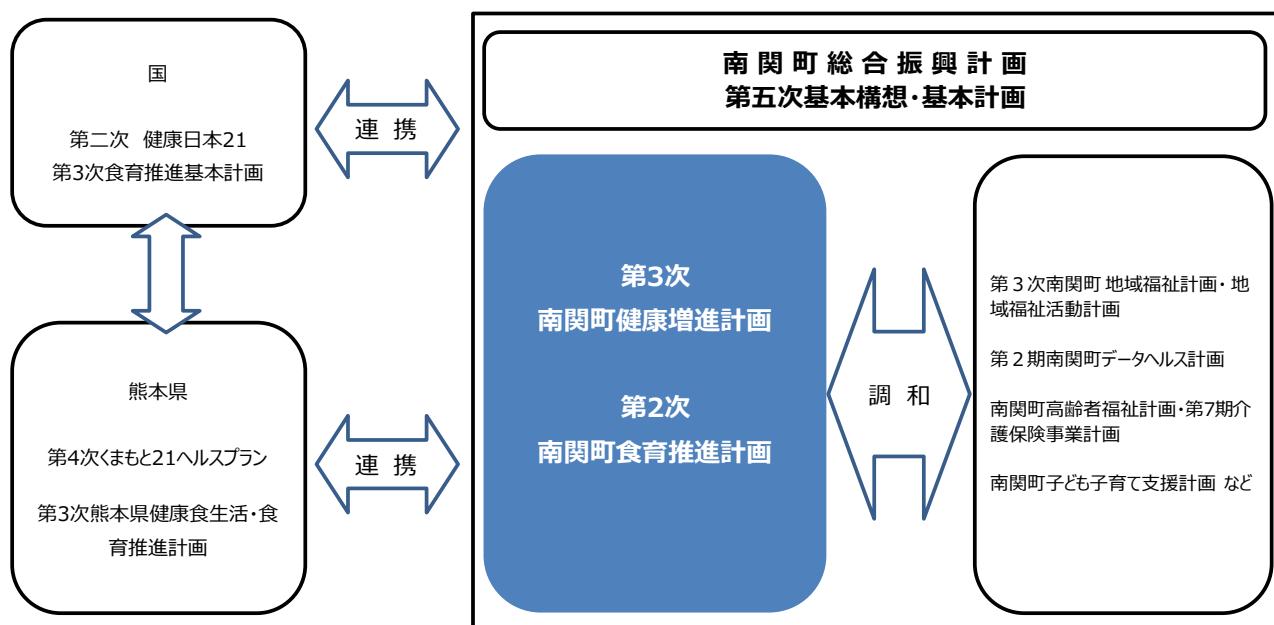 国
第二次 健康日本21
第3次食育推進基本計画
連 携
熊本県
第4次くまもと21ヘルスプラン
第3次熊本県健康食生活・食
育推進計画
連 携
南 関 町 総 合 振 興 計 画
第五次基本構想・基本計画
第3次
南関町健康増進計画
第2次
南関町食育推進計画
調 和
第３次南関町 地域福祉計画・ 地
域福祉活動計画
第２期南関町データヘルス計画
南関町高齢者福祉計画・第7期介
護保険事業計画
南関町子ども子育て支援計画 など